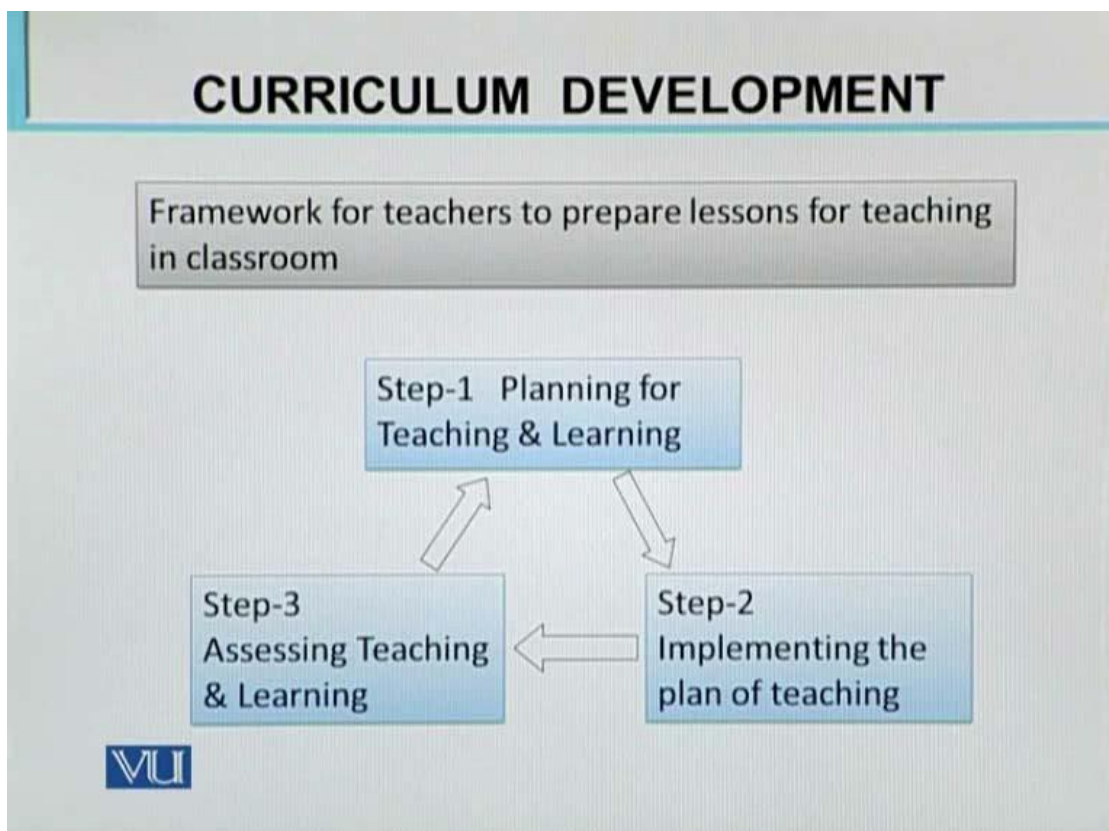 CURRICULUM DEVELOPMENT
Framework for teachers to prepare lessons for teaching
in classroom
Step-1 Planning for
Teaching & Learning
Step-2
Implementing the
plan of teaching
Step-3
Assessing Teaching
& Learning
VU